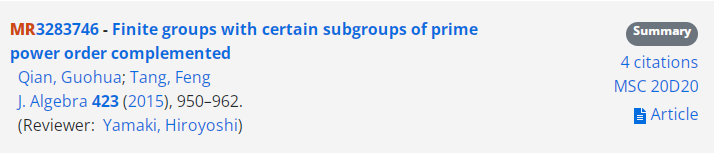 MR3283746 - Finite groups with certain subgroups of prime
power order complemented
Qian, Guohua; Tang, Feng
J. Algebra 423 (2015), 950–962.
(Reviewer: Yamaki, Hiroyoshi)
Summary
4 citations
MSC 20D20
Article